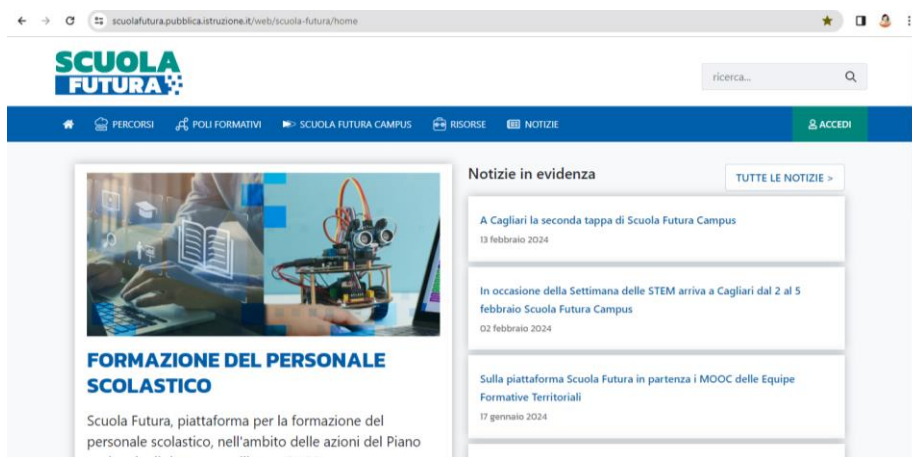 scuolafutura.pubblica.istruzione.it/web/scuola-futura/home
SCUOLA
FUTURA
ricerca...
PERCORSI POLI FORMATIVI SCUOLA FUTURA CAMPUS RISORSE NOTIZIE ACCEDI
FORMAZIONE DEL PERSONALE
SCOLASTICO
Scuola Futura, piattaforma per la formazione del
personale scolastico, nell'ambito delle azioni del Piano
Notizie in evidenza
TUTTE LE NOTIZIE >
A Cagliari la seconda tappa di Scuola Futura Campus
13 febbraio 2024
In occasione della Settimana delle STEM arriva a Cagliari dal 2 al 5
febbraio Scuola Futura Campus
02 febbraio 2024
Sulla piattaforma Scuola Futura in partenza i MOOC delle Equipe
Formative Territoriali
17 gennaio 2024